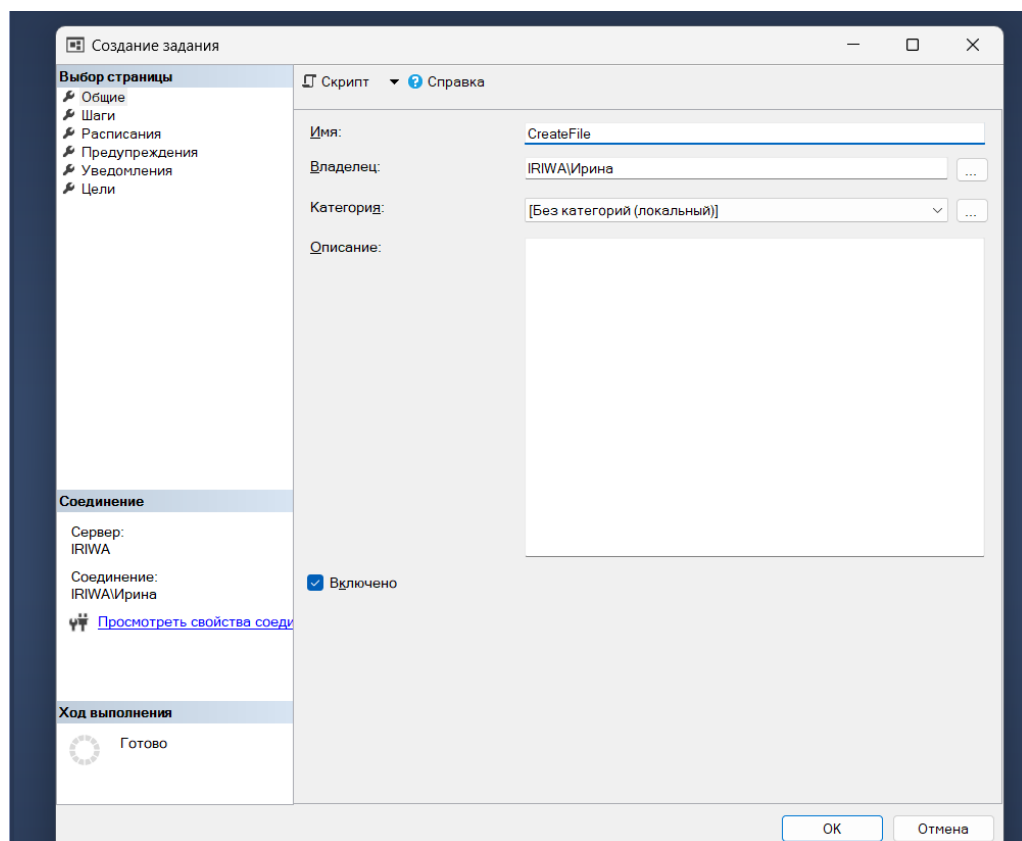 Создание задания
Выбор страницы
Общие
Шаги
Расписания
Предупреждения
Уведомления
Цели
Скрипт
Справка
Имя:
CreateFile
Владелец:
IRIWA\Ирина
...
Категория:
[Без категорий (локальный)]
...
Описание:
Включено
Соединение
Сервер:
IRIWA
Соединение:
IRIWA\Ирина
Просмотреть свойства соеди
Ход выполнения
Готово
ОК
Отмена